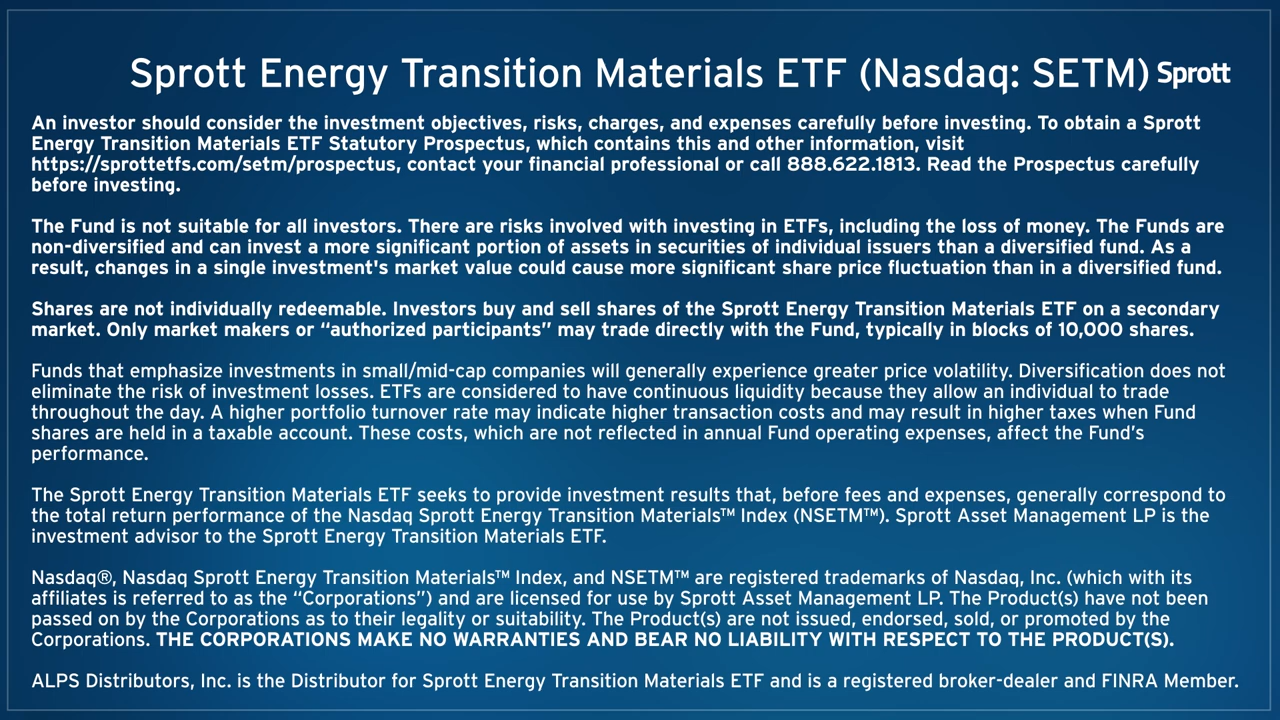 Sprott Energy Transition Materials ETF (Nasdaq: SETM) Sprott
An investor should consider the investment objectives, risks, charges, and expenses carefully before investing. To obtain a Sprott
Energy Transition Materials ETF Statutory Prospectus, which contains this and other information, visit
https://sprottetfs.com/setm/prospectus, contact your financial professional or call 888.622.1813. Read the Prospectus carefully
before investing.
The Fund is not suitable for all investors. There are risks involved with investing in ETFs, including the loss of money. The Funds are
non-diversified and can invest a more significant portion of assets in securities of individual issuers than a diversified fund. As a
result, changes in a single investment's market value could cause more significant share price fluctuation than in a diversified fund.
Shares are not individually redeemable. Investors buy and sell shares of the Sprott Energy Transition Materials ETF on a secondary
market. Only market makers or “authorized participants” may trade directly with the Fund, typically in blocks of 10,000 shares.
Funds that emphasize investments in small/mid-cap companies will generally experience greater price volatility. Diversification does not
eliminate the risk of investment losses. ETFs are considered to have continuous liquidity because they allow an individual to trade
throughout the day. A higher portfolio turnover rate may indicate higher transaction costs and may result in higher taxes when Fund
shares are held in a taxable account. These costs, which are not reflected in annual Fund operating expenses, affect the Fund’s
performance.
The Sprott Energy Transition Materials ETF seeks to provide investment results that, before fees and expenses, generally correspond to
the total return performance of the Nasdaq Sprott Energy Transition Materials™ Index (NSETM™). Sprott Asset Management LP is the
investment advisor to the Sprott Energy Transition Materials ETF.
Nasdaq®, Nasdaq Sprott Energy Transition Materials™ Index, and NSETM™ are registered trademarks of Nasdaq, Inc. (which with its
affiliates is referred to as the “Corporations”) and are licensed for use by Sprott Asset Management LP. The Product(s) have not been
passed on by the Corporations as to their legality or suitability. The Product(s) are not issued, endorsed, sold, or promoted by the
Corporations. THE CORPORATIONS MAKE NO WARRANTIES AND BEAR NO LIABILITY WITH RESPECT TO THE PRODUCT(S).
ALPS Distributors, Inc. is the Distributor for Sprott Energy Transition Materials ETF and is a registered broker-dealer and FINRA Member.